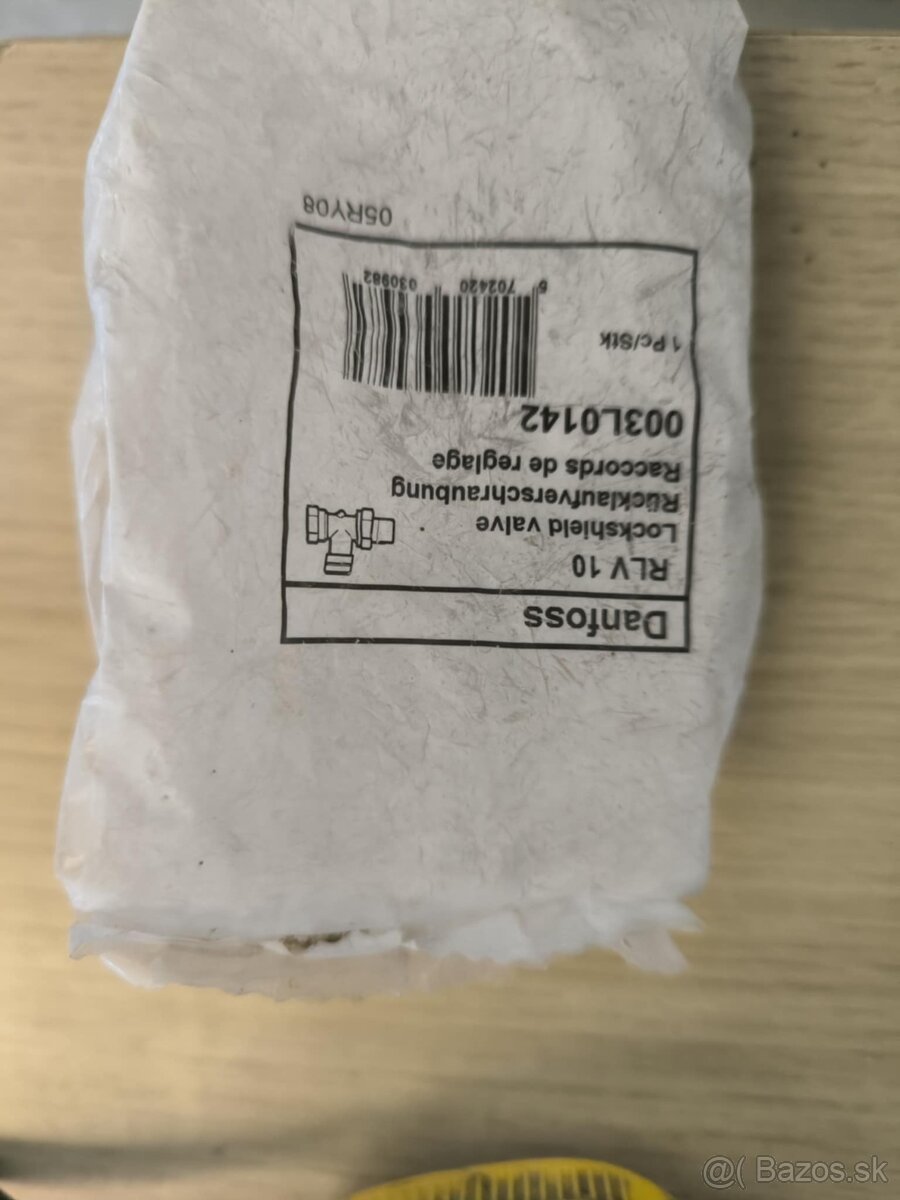 Danfoss
RLV 10
Lockshield valve
Rücklaufverschraubung
Raccords de reglage
003L0142
1 Pc/Stk
5 702420 030982
05RY08
@( Bazos.sk